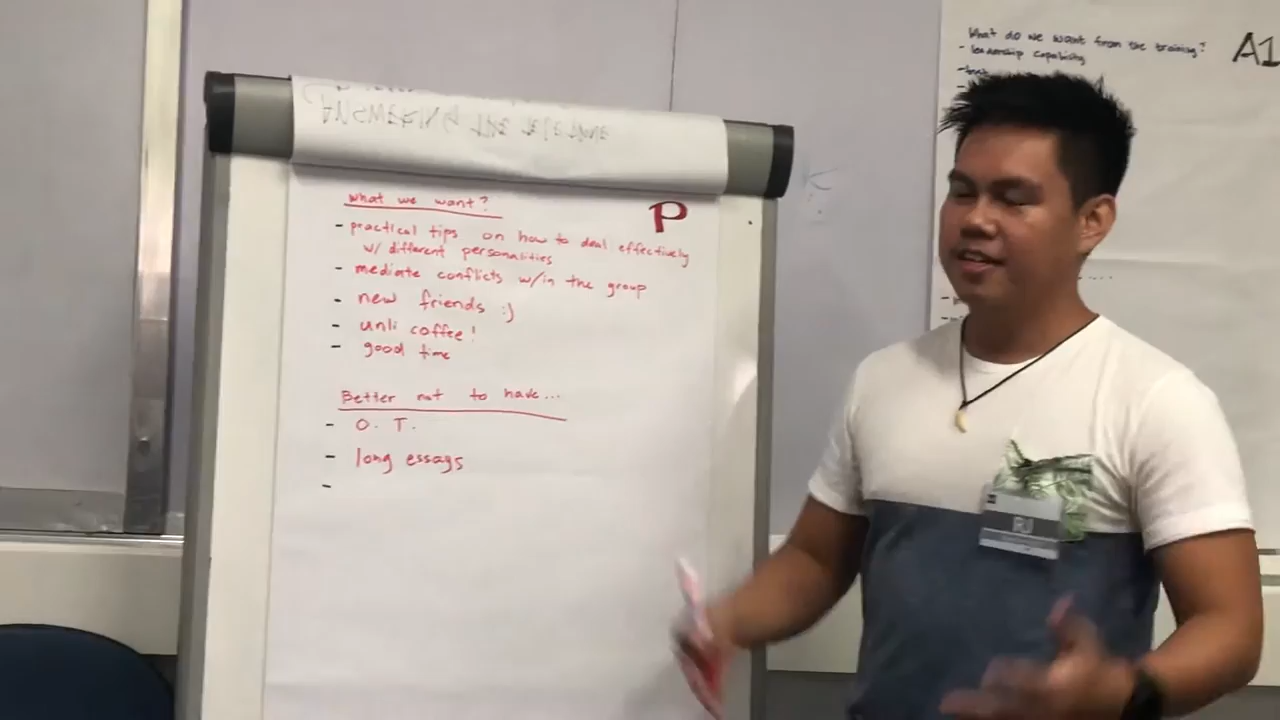 What we want?
P
- practical tips on how to deal effectively
w/ different personalities
- mediate conflicts w/in the group
- new friends :)
- unli coffee!
- good time
Better not to have...
- O. T.
- long essays
-
What do we want from the training?
- leadership capability
A1
RJ